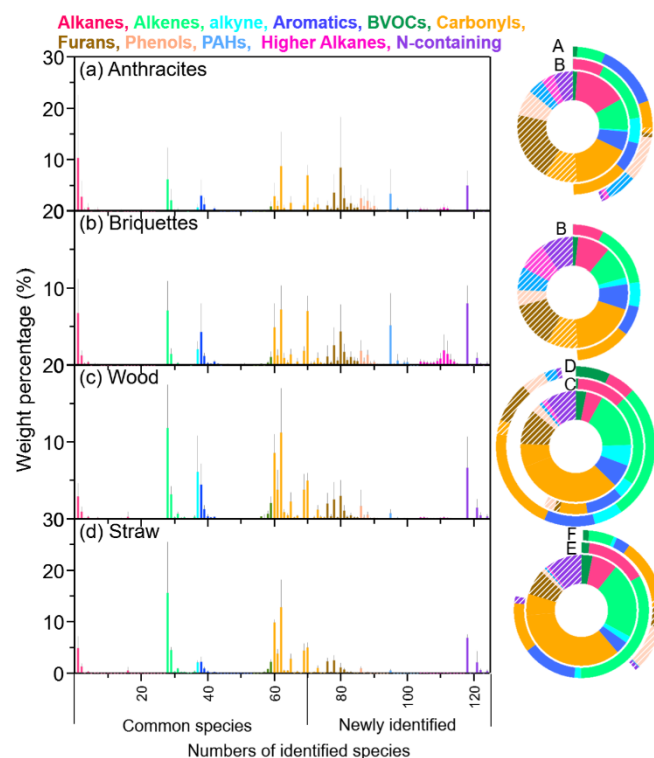 Alkanes, Alkenes, alkyne, Aromatics, BVOCs, Carbonyls,
Furans, Phenols, PAHs, Higher Alkanes, N-containing
30
(a) Anthracites
A
B
20
10
20
(b) Briquettes
B
10
20
(c) Wood
D
C
10
30
(d) Straw
F
E
20
10
0
Weight percentage (%)
20 40 60 80 100 120
Common species Newly identified
Numbers of identified species